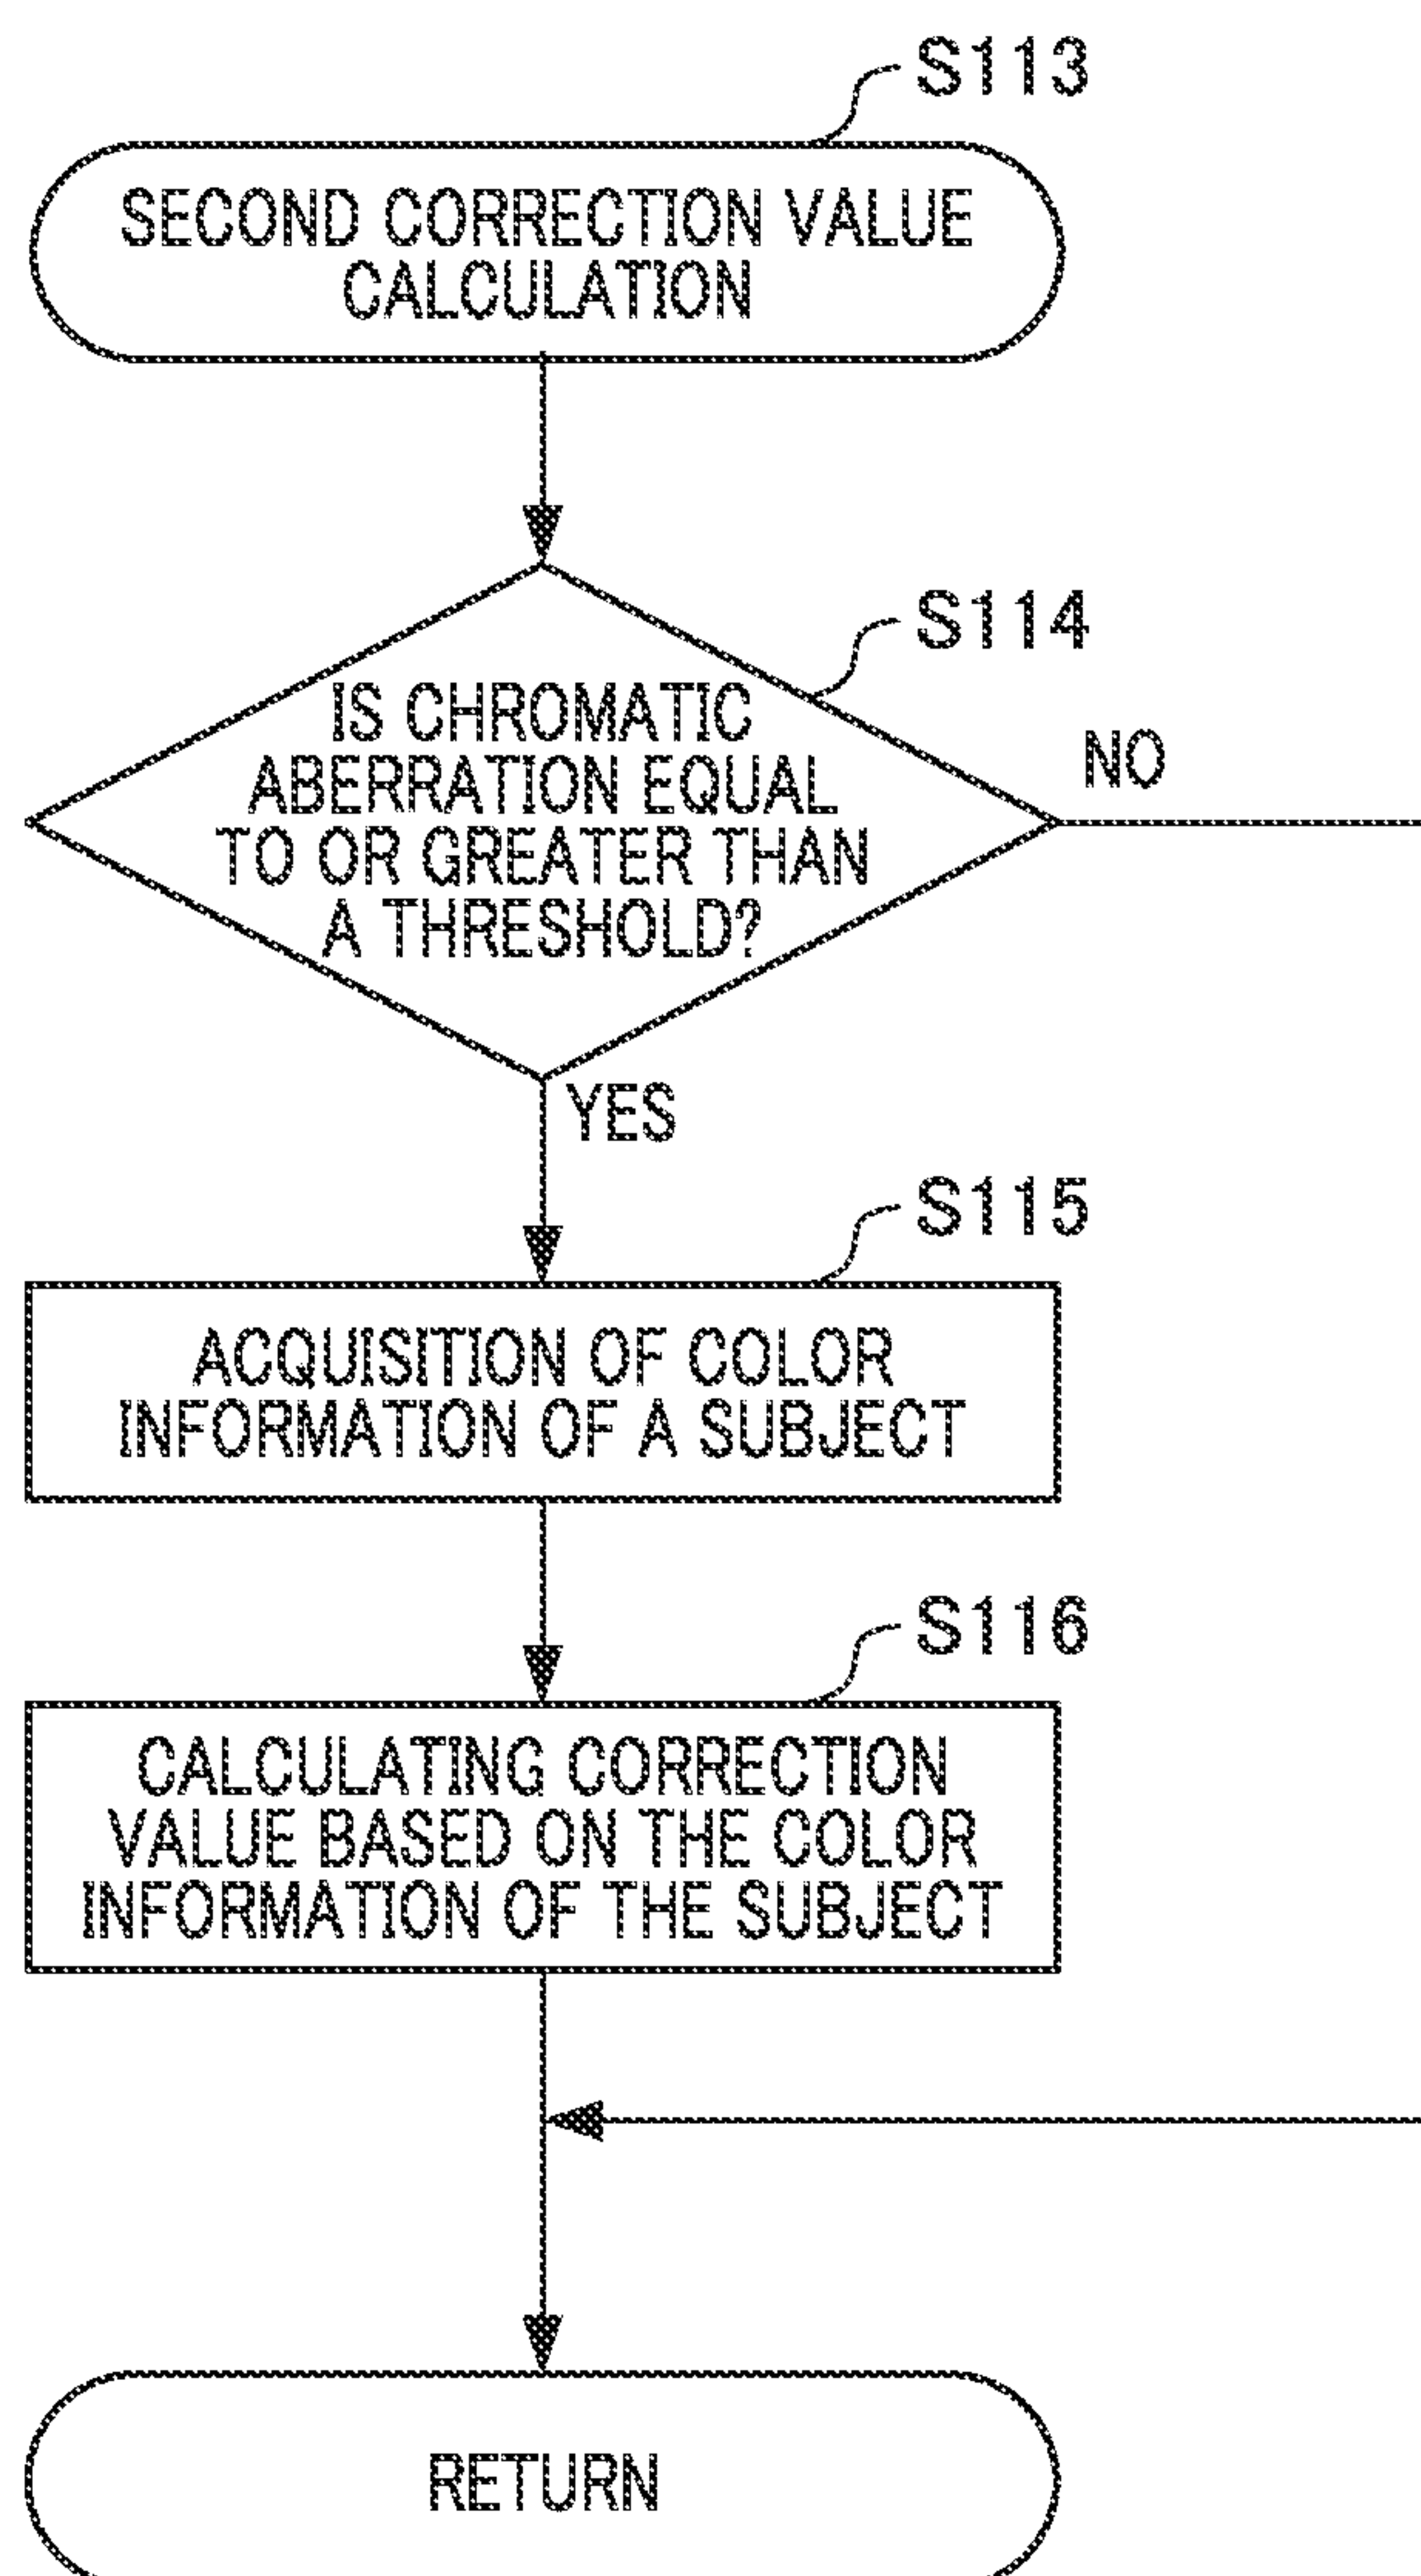 S113
SECOND CORRECTION VALUE
CALCULATION
S114
IS CHROMATIC
ABERRATION EQUAL
TO OR GREATER THAN
A THRESHOLD?
NO
YES
S115
ACQUISITION OF COLOR
INFORMATION OF A SUBJECT
S116
CALCULATING CORRECTION
VALUE BASED ON THE COLOR
INFORMATION OF THE SUBJECT
RETURN